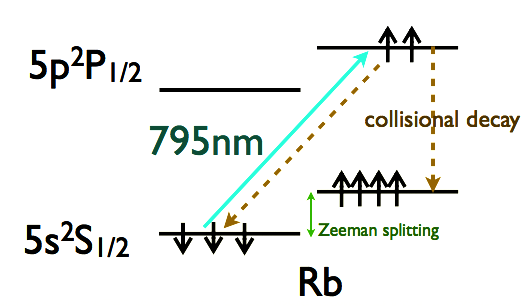 5p²P₁/₂
795nm
collisional decay
Zeeman splitting
5s²S₁/₂
Rb